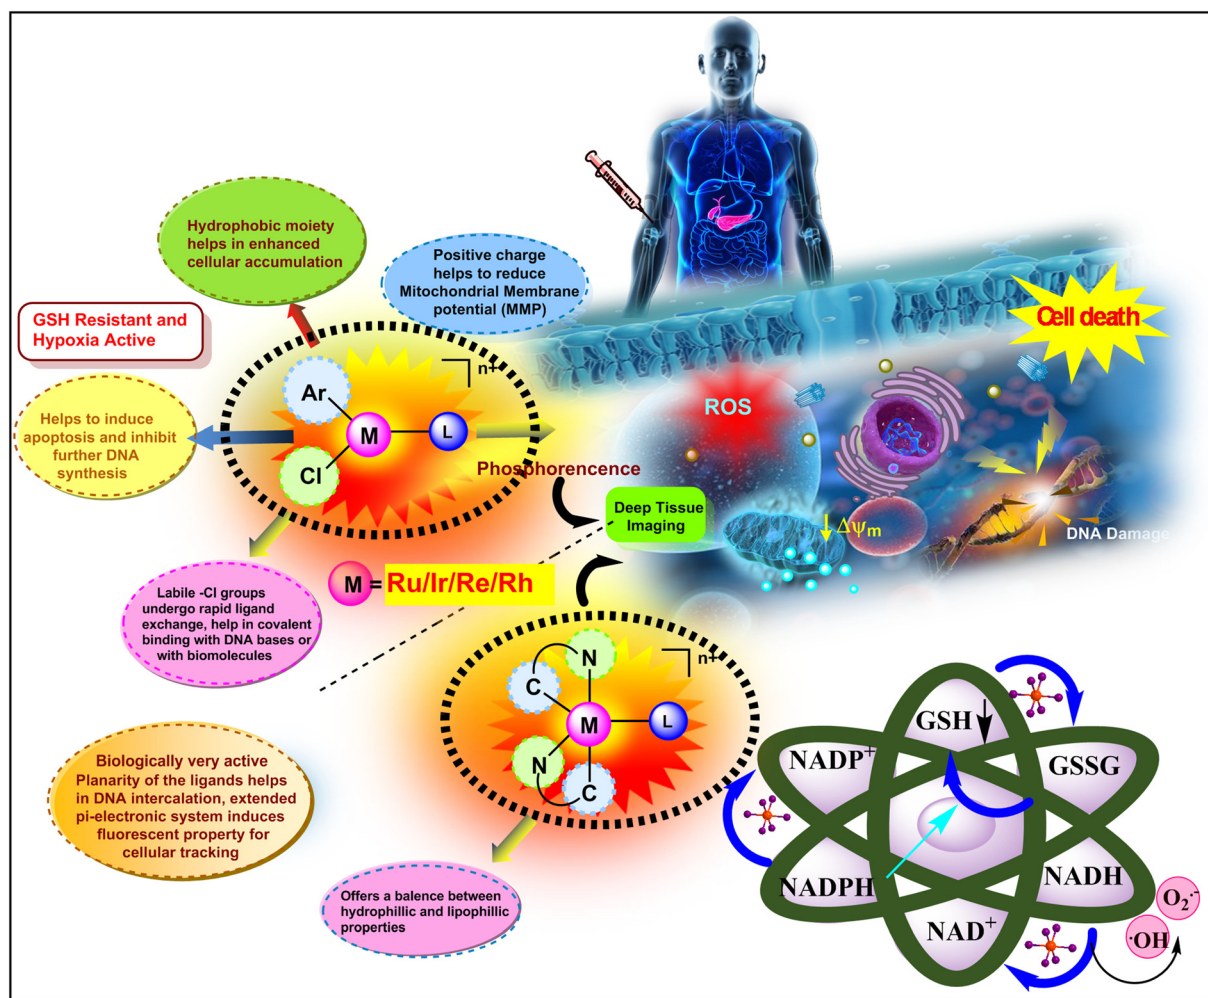 Hydrophobic moiety
helps in enhanced
cellular accumulation
Positive charge
helps to reduce
Mitochondrial Membrane
potential (MMP)
GSH Resistant and
Hypoxia Active
Helps to induce
apoptosis and inhibit
further DNA
synthesis
Ar
M
L
Cl
n+
Cell death
ROS
Phosphorencence
Deep Tissue
Imaging
↓ Δψm
DNA Damage
Labile -Cl groups
undergo rapid ligand
exchange, help in covalent
binding with DNA bases or
with biomolecules
M = Ru/Ir/Re/Rh
N
C
M
L
N
C
n+
Biologically very active
Planarity of the ligands helps
in DNA intercalation, extended
pi-electronic system induces
fluorescent property for
cellular tracking
Offers a balence between
hydrophillic and lipophillic
properties
GSH ↓
NADP+
GSSG
NADPH
NADH
NAD+
O2·-
·OH